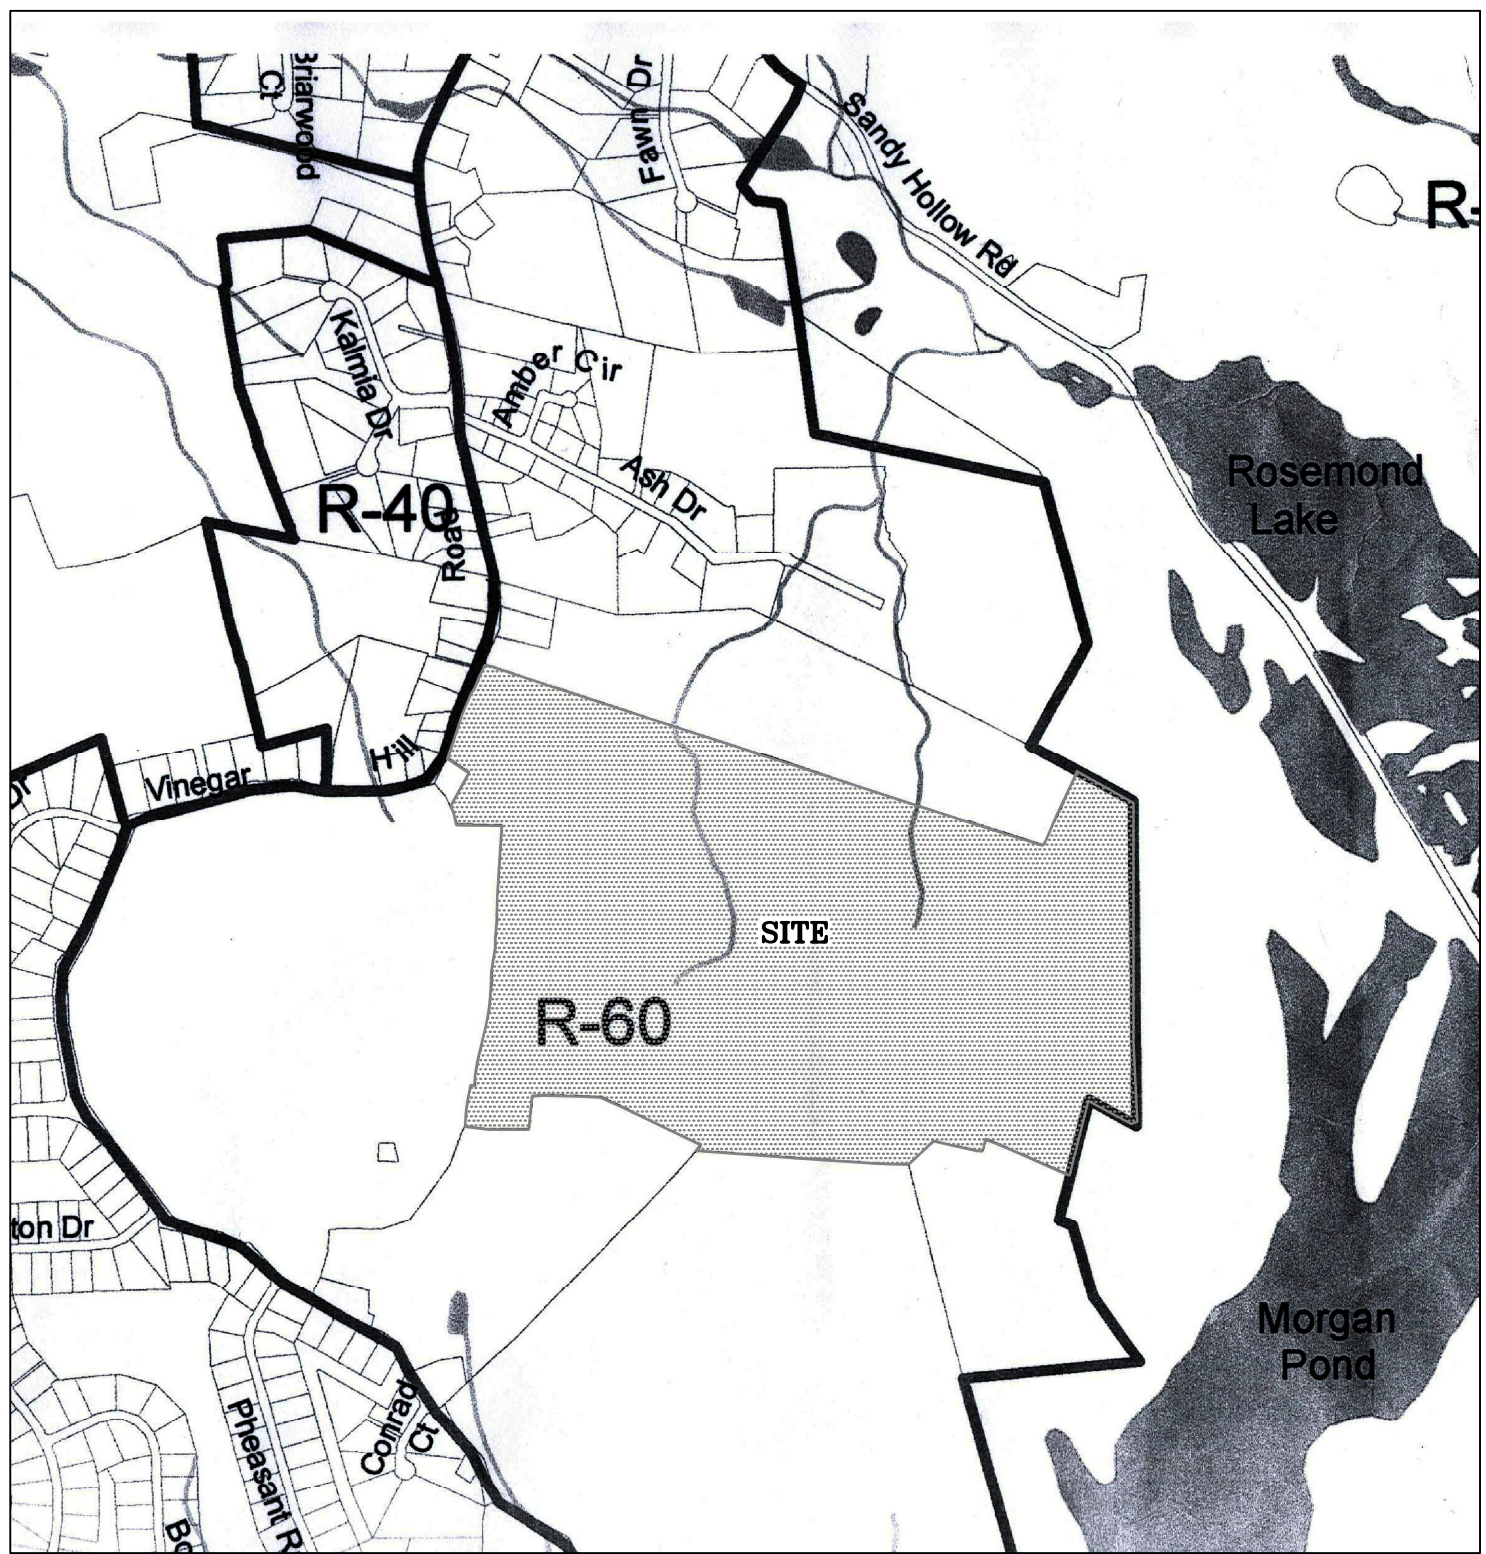 Briarwood
Ct
Fawn Dr
Sandy Hollow Rd
R-
Kalmia Dr
Amber Cir
Ash Dr
R-40
Rosemond
Lake
Vinegar
Hill
Road
Dr
SITE
R-60
ton Dr
Morgan
Pond
Conrad
Ct
Pheasant R
Bo